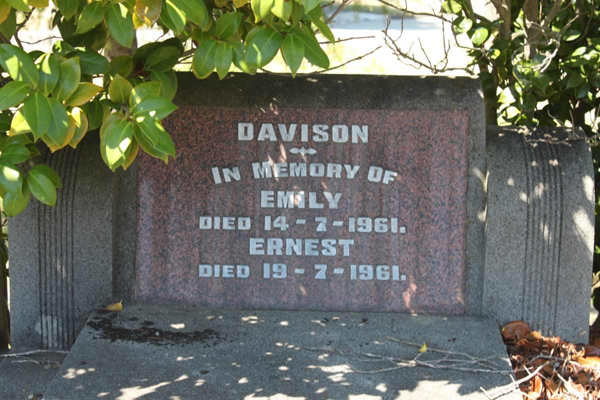 DAVISON
IN MEMORY OF
EMILY
DIED 14-7-1961.
ERNEST
DIED 19-7-1961.